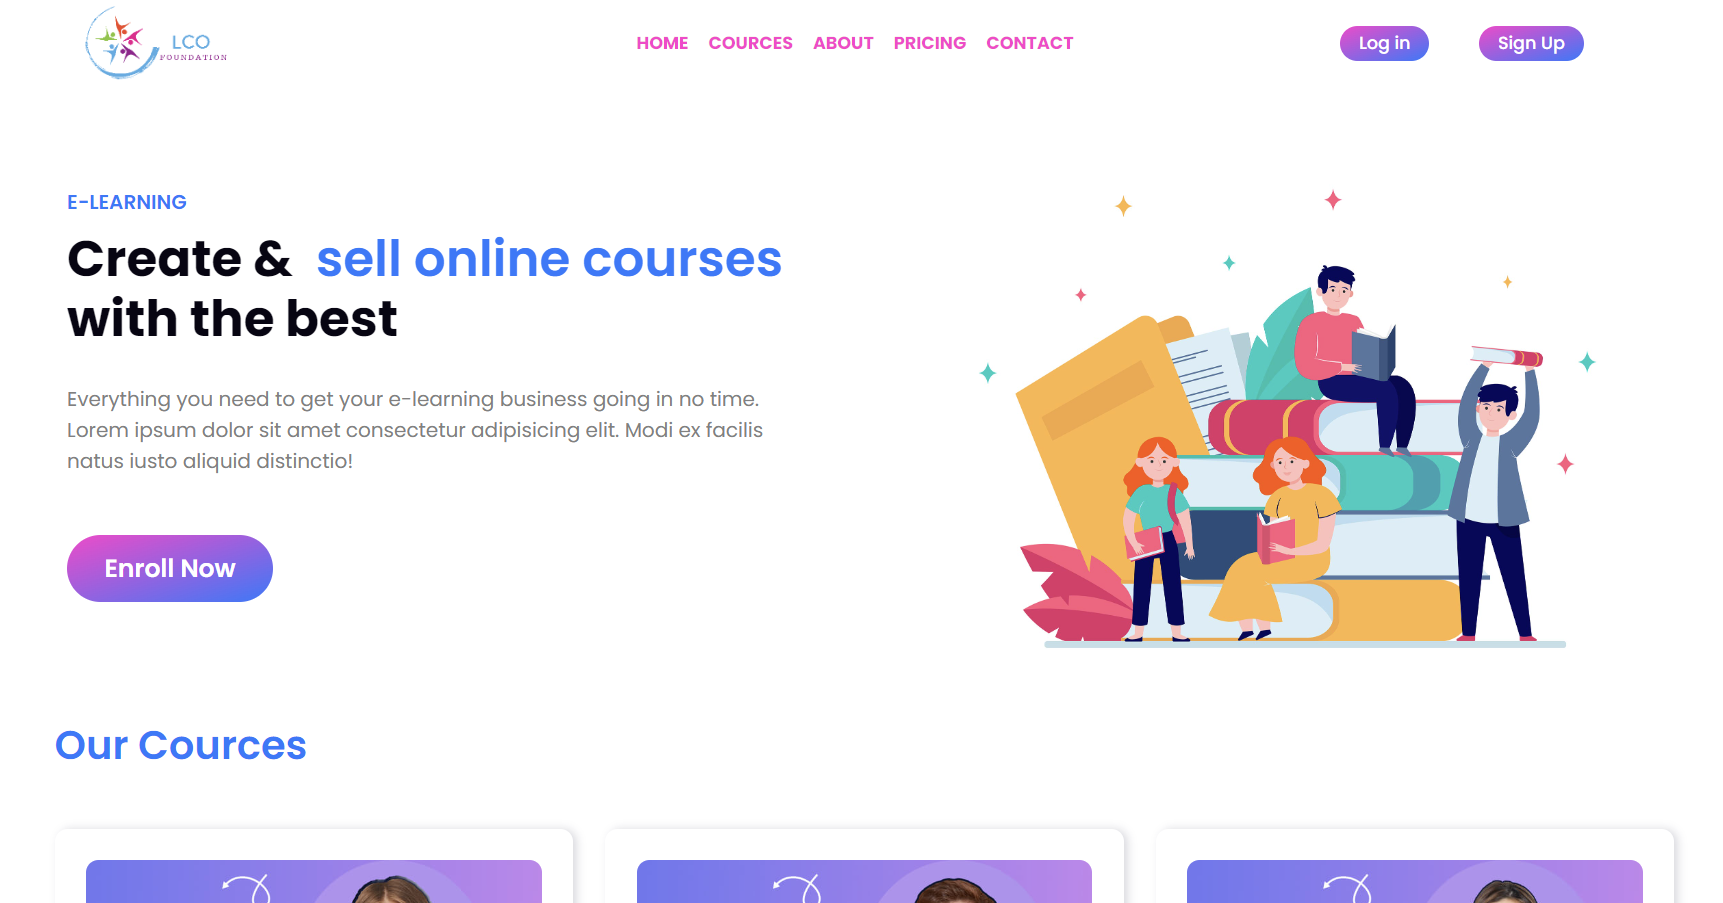 LCO
FOUNDATION
HOME COURCES ABOUT PRICING CONTACT
Log in
Sign Up
E-LEARNING
Create & sell online courses
with the best
Everything you need to get your e-learning business going in no time.
Lorem ipsum dolor sit amet consectetur adipisicing elit. Modi ex facilis
natus iusto aliquid distinctio!
Enroll Now
Our Cources